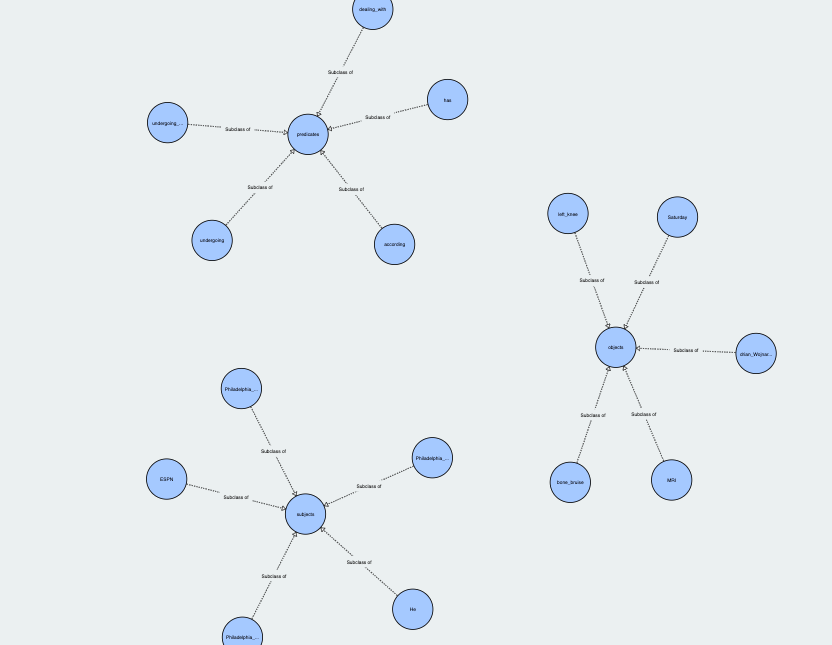 dealing_with
Subclass of
has
Subclass of
undergoing_...
Subclass of
predicates
Subclass of
Subclass of
undergoing
according
left_knee
Saturday
Subclass of
Subclass of
objects
Subclass of
drian_Wojnar...
Philadelphia_...
Subclass of
Subclass of
Subclass of
Philadelphia_...
ESPN
Subclass of
Subclass of
bone_bruise
MRI
subjects
Subclass of
Subclass of
He
Philadelphia_...